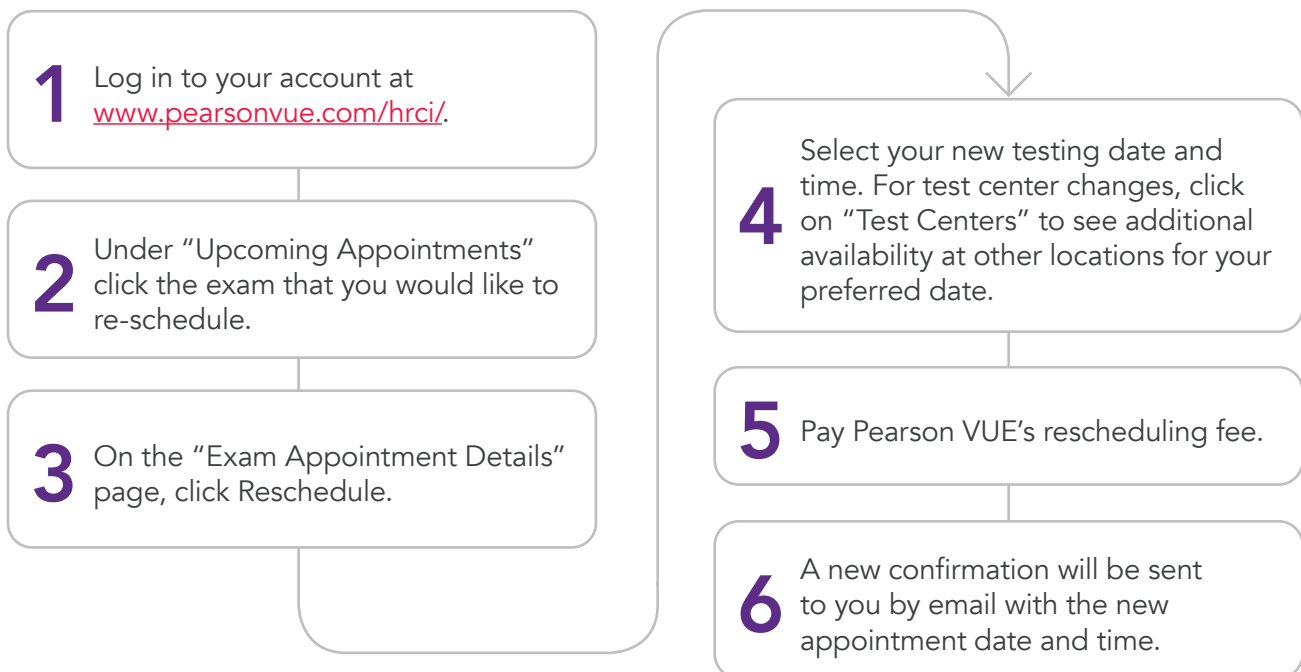 1
Log in to your account at
www.pearsonvue.com/hrci/.
2
Under “Upcoming Appointments”
click the exam that you would like to
re-schedule.
3
On the “Exam Appointment Details”
page, click Reschedule.
4
Select your new testing date and
time. For test center changes, click
on “Test Centers” to see additional
availability at other locations for your
preferred date.
5
Pay Pearson VUE’s rescheduling fee.
6
A new confirmation will be sent
to you by email with the new
appointment date and time.